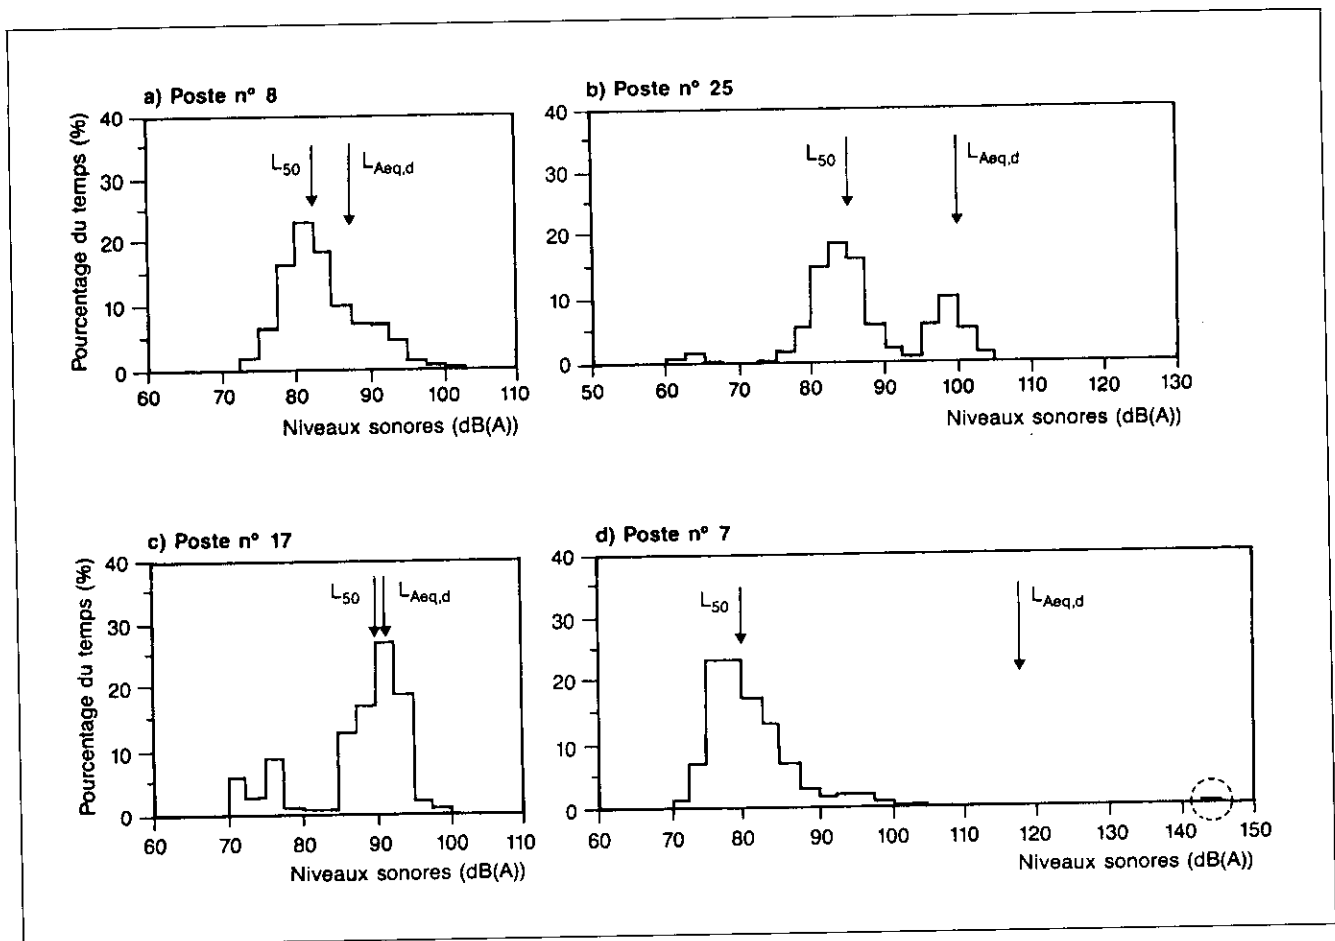 a) Poste n° 8
Pourcentage du temps (%)
40
30
20
10
0
L50
LAeq,d
60 70 80 90 100 110
Niveaux sonores (dB(A))
b) Poste n° 25
40
30
20
10
0
L50
LAeq,d
50 60 70 80 90 100 110 120 130
Niveaux sonores (dB(A))
c) Poste n° 17
Pourcentage du temps (%)
40
30
20
10
0
L50
LAeq,d
60 70 80 90 100 110
Niveaux sonores (dB(A))
d) Poste n° 7
40
30
20
10
0
L50
LAeq,d
60 70 80 90 100 110 120 130 140 150
Niveaux sonores (dB(A))